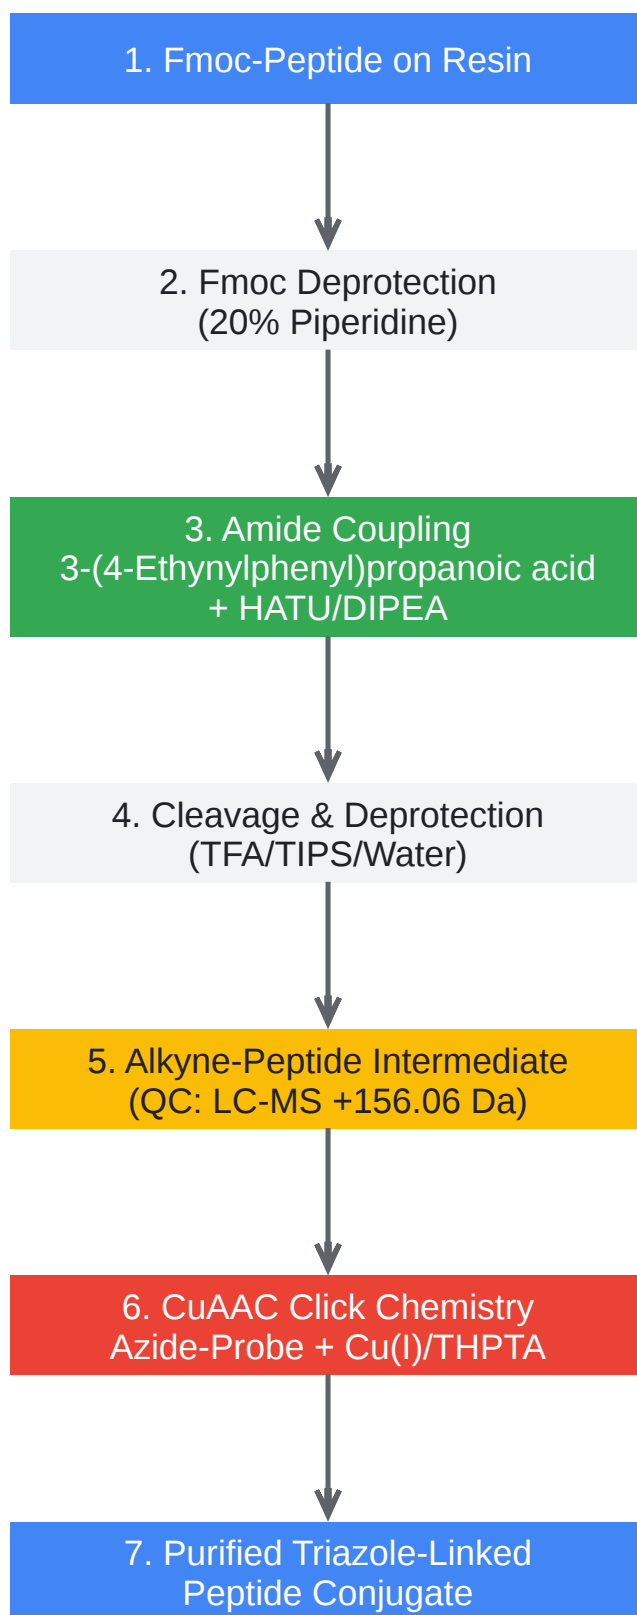 1. Fmoc-Peptide on Resin
2. Fmoc Deprotection
(20% Piperidine)
3. Amide Coupling
3-(4-Ethynylphenyl)propanoic acid
+ HATU/DIPEA
4. Cleavage & Deprotection
(TFA/TIPS/Water)
5. Alkyne-Peptide Intermediate
(QC: LC-MS +156.06 Da)
6. CuAAC Click Chemistry
Azide-Probe + Cu(I)/THPTA
7. Purified Triazole-Linked
Peptide Conjugate